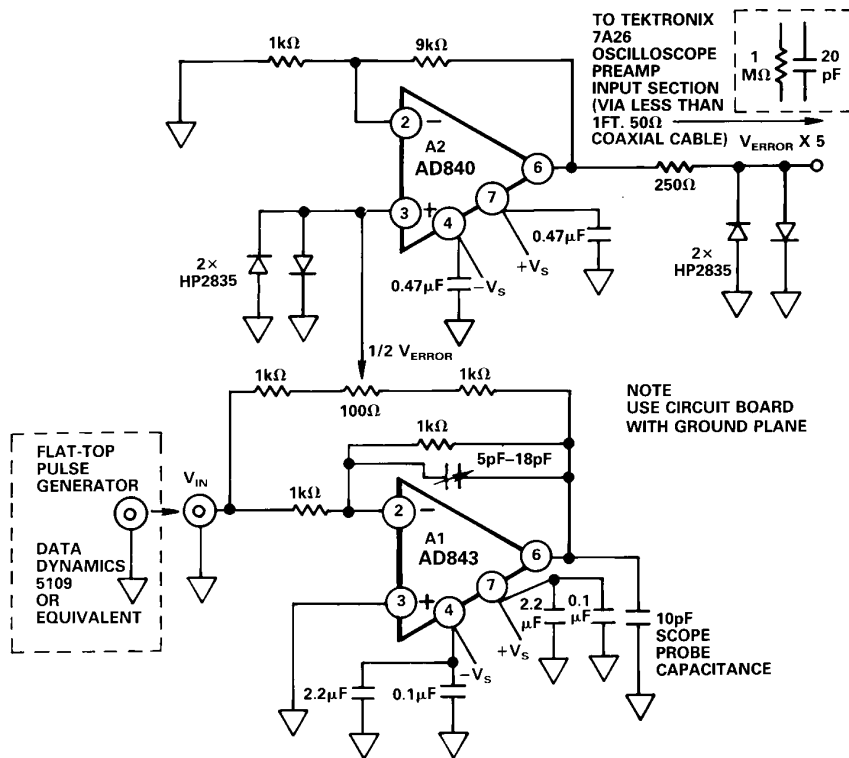 1kΩ
9kΩ
TO TEKTRONIX
7A26
OSCILLOSCOPE
PREAMP
INPUT SECTION
(VIA LESS THAN
1FT. 50Ω
COAXIAL CABLE)
1
MΩ
20
pF
VERROR X 5
2
–
A2
AD840
6
7
3
+
4
250Ω
0.47µF
+VS
0.47µF
–VS
2×
HP2835
2×
HP2835
1/2 VERROR
1kΩ
100Ω
1kΩ
NOTE
USE CIRCUIT BOARD
WITH GROUND PLANE
1kΩ
5pF–18pF
FLAT-TOP
PULSE
GENERATOR
VIN
1kΩ
DATA
DYNAMICS
5109
OR
EQUIVALENT
2
–
A1
AD843
6
7
3
+
4
2.2
µF
0.1
µF
+VS
–VS
10pF
SCOPE
PROBE
CAPACITANCE
2.2µF
0.1µF